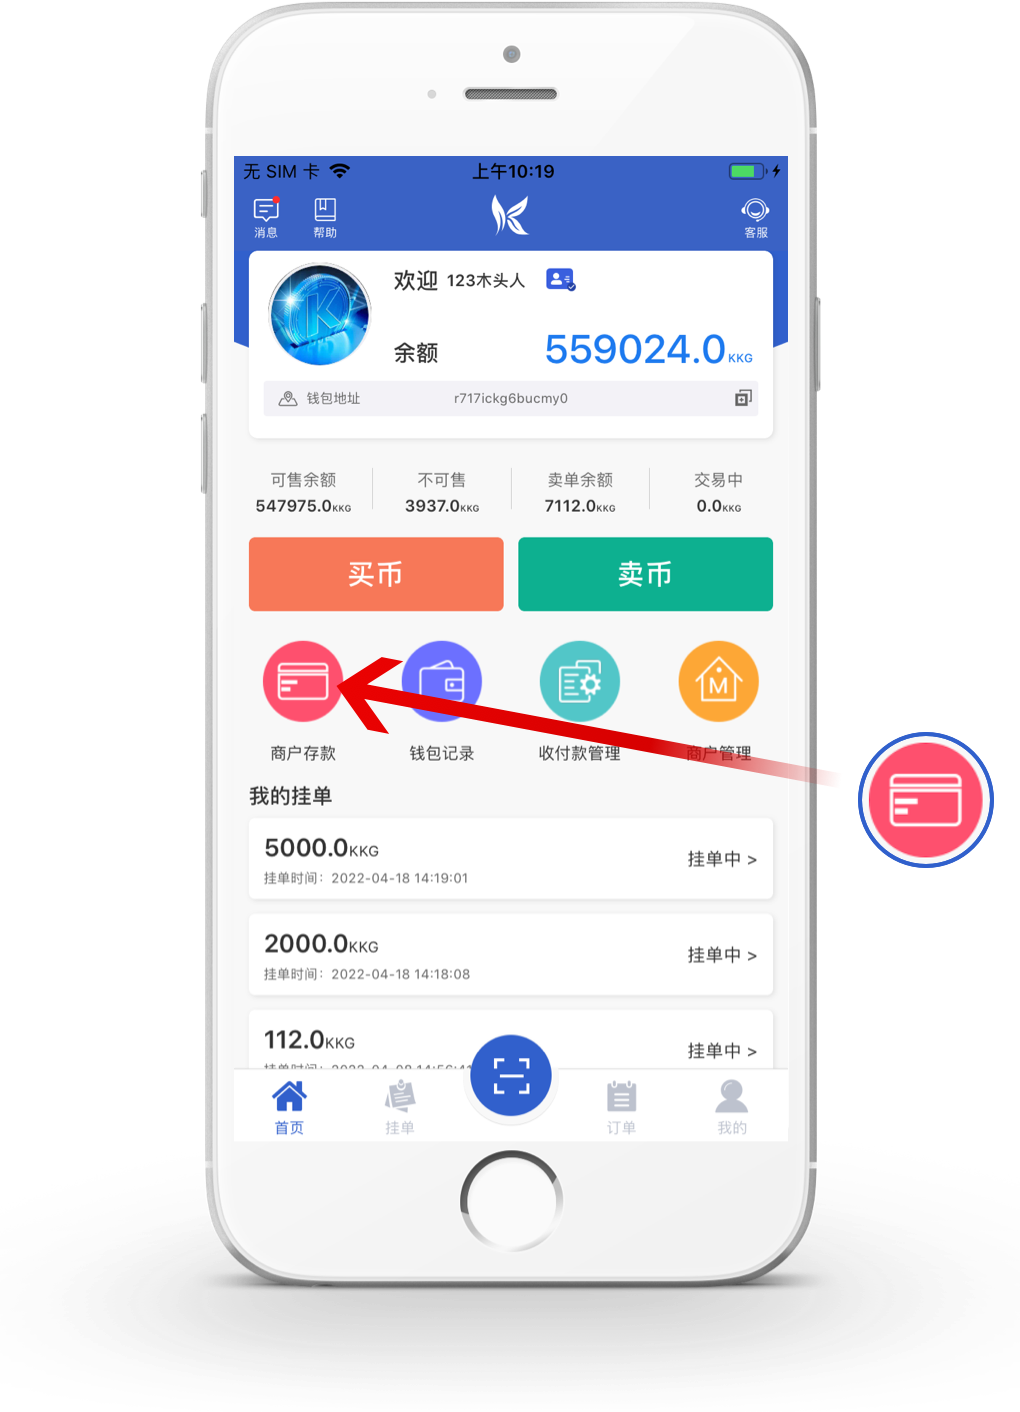 无 SIM 卡
上午10:19
消息
帮助
客服
欢迎 123木头人
余额
559024.0 KKG
钱包地址
r717ickg6bucmy0
可售余额
不可售
卖单余额
交易中
547975.0KKG
3937.0KKG
7112.0KKG
0.0KKG
买币
卖币
M
商户存款
钱包记录
收付款管理
商户管理
我的挂单
5000.0KKG
挂单时间：2022-04-18 14:19:01
挂单中 >
2000.0KKG
挂单时间：2022-04-18 14:18:08
挂单中 >
112.0KKG
挂单中 >
首页
挂单
订单
我的